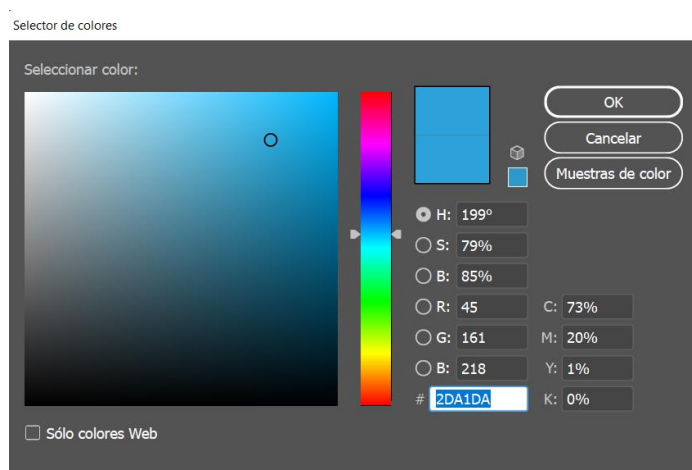 Selector de colores
Seleccionar color:
OK
Cancelar
Muestras de color
H: 199º
S: 79%
B: 85%
R: 45 C: 73%
G: 161 M: 20%
B: 218 Y: 1%
# 2DA1DA K: 0%
Sólo colores Web